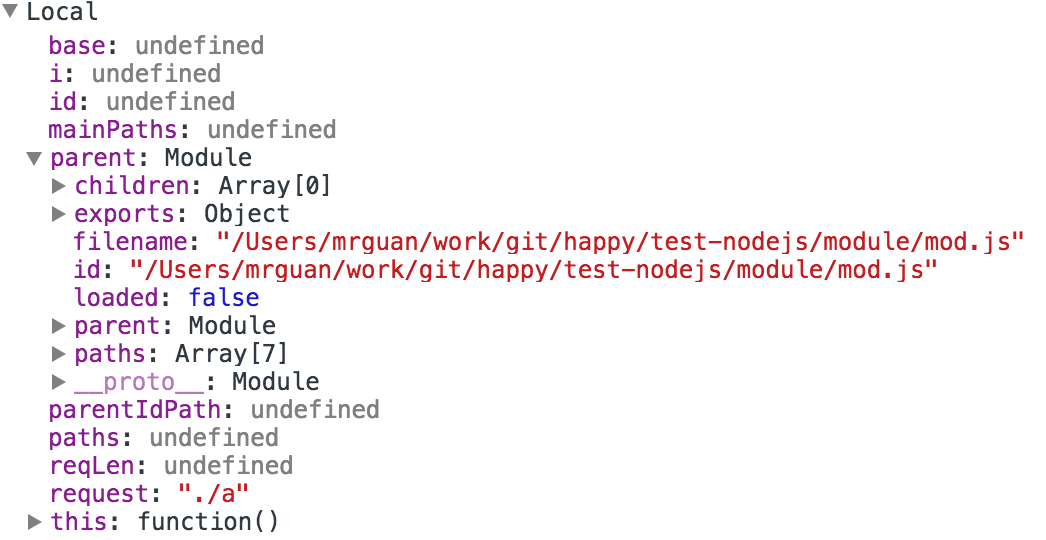 Local
base: undefined
i: undefined
id: undefined
mainPaths: undefined
parent: Module
children: Array[0]
exports: Object
filename: "/Users/mrguan/work/git/happy/test-nodejs/module/mod.js"
id: "/Users/mrguan/work/git/happy/test-nodejs/module/mod.js"
loaded: false
parent: Module
paths: Array[7]
__proto__: Module
parentIdPath: undefined
paths: undefined
reqLen: undefined
request: "./a"
this: function()